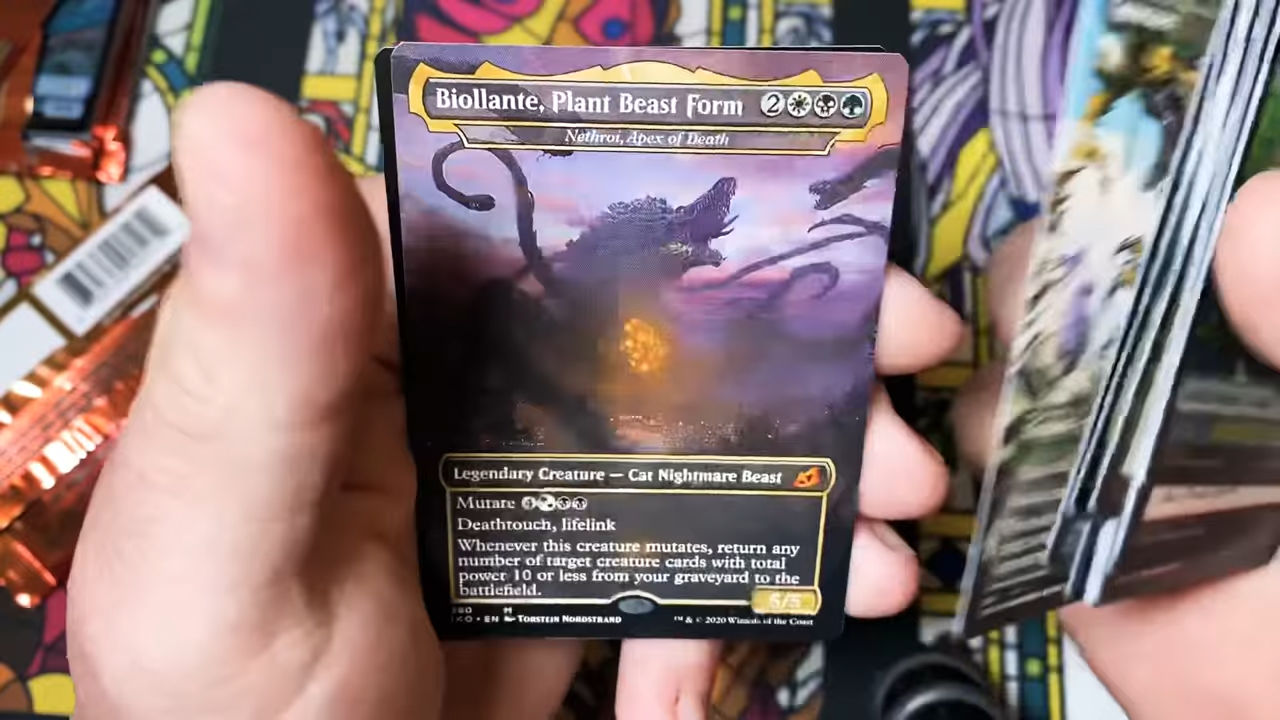 Biollante, Plant Beast Form 2
Nethroi, Apex of Death
Legendary Creature — Cat Nightmare Beast
Mutate
Deathtouch, lifelink
Whenever this creature mutates, return any
number of target creature cards with total
power 10 or less from your graveyard to the
battlefield.
5/5
380 M
IKO • EN TORSTEIN NORDSTRAND ™ & © 2020 Wizards of the Coast